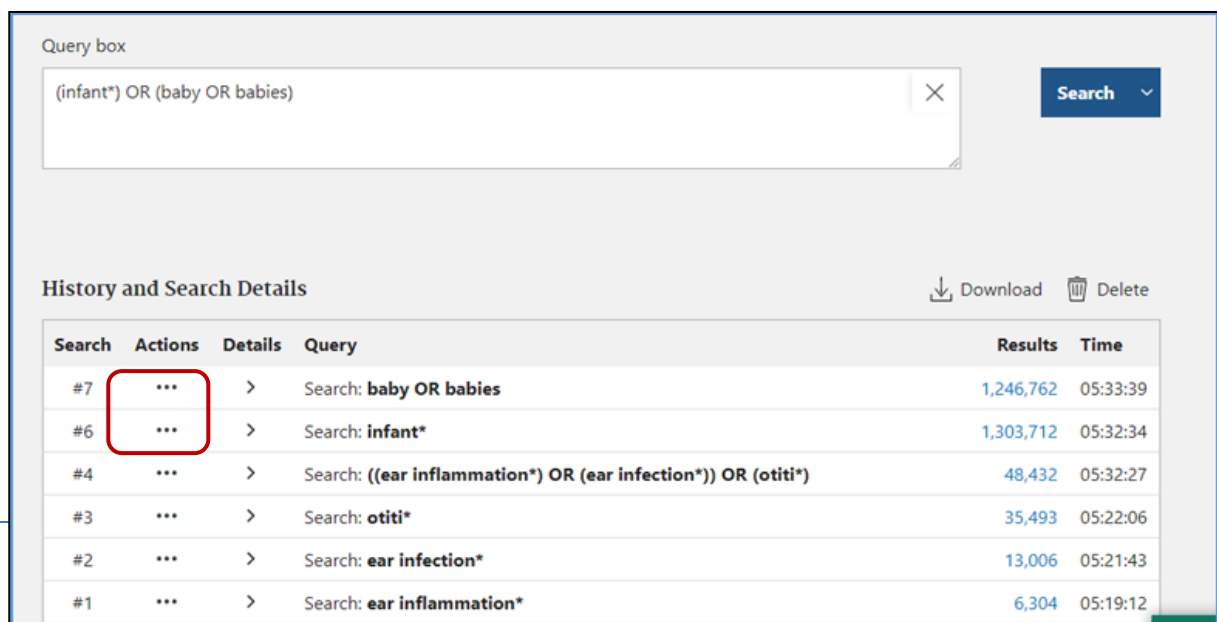 Query box
(infant*) OR (baby OR babies)
Search
History and Search Details
Download Delete
Search Actions Details Query Results Time
#7 ••• > Search: baby OR babies 1,246,762 05:33:39
#6 ••• > Search: infant* 1,303,712 05:32:34
#4 ••• > Search: ((ear inflammation*) OR (ear infection*)) OR (otiti*) 48,432 05:32:27
#3 ••• > Search: otiti* 35,493 05:22:06
#2 ••• > Search: ear infection* 13,006 05:21:43
#1 ••• > Search: ear inflammation* 6,304 05:19:12